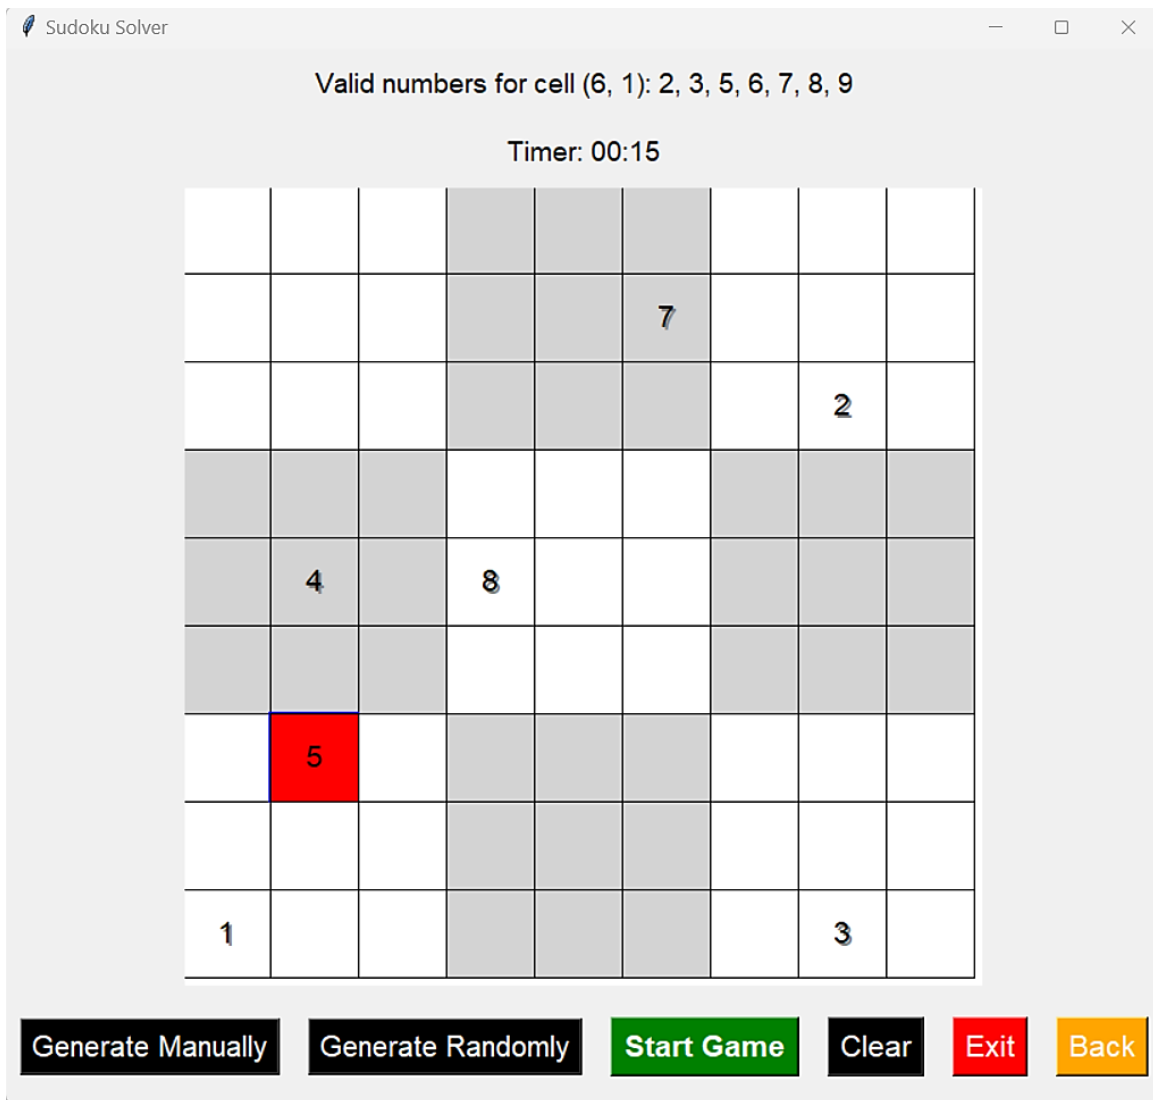 Sudoku Solver
Valid numbers for cell (6, 1): 2, 3, 5, 6, 7, 8, 9
Timer: 00:15
7
2
4 8
5
1 3
Generate Manually Generate Randomly Start Game Clear Exit Back